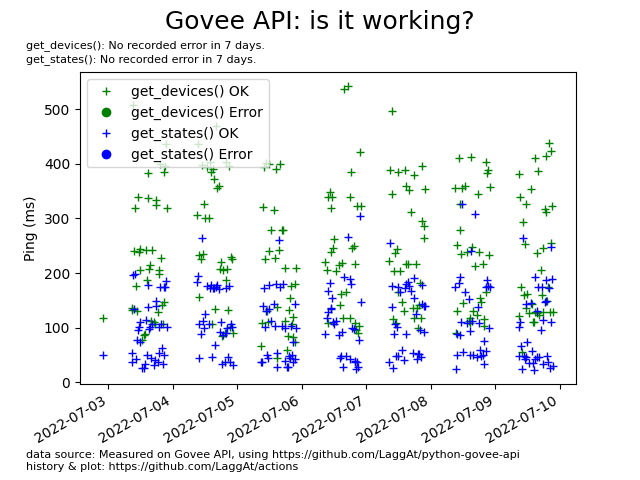 Govee API: is it working?
get_devices(): No recorded error in 7 days.
get_states(): No recorded error in 7 days.
get_devices() OK
get_devices() Error
get_states() OK
get_states() Error
Ping (ms)
500
400
300
200
100
0
2022-07-03
2022-07-04
2022-07-05
2022-07-06
2022-07-07
2022-07-08
2022-07-09
2022-07-10
data source: Measured on Govee API, using https://github.com/LaggAt/python-govee-api
history & plot: https://github.com/LaggAt/actions